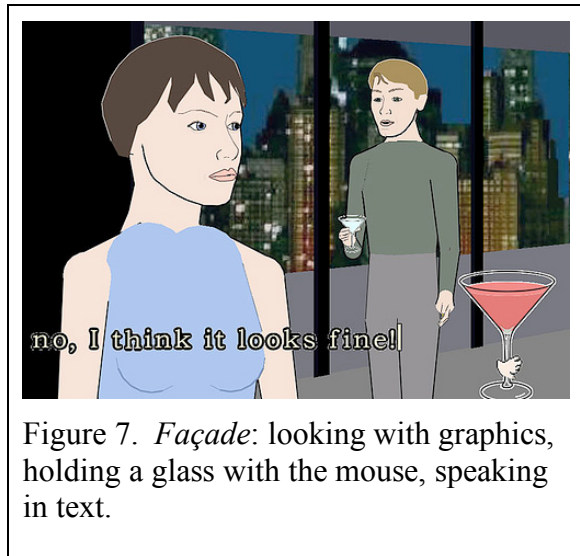 no, I think it looks fine!
Figure 7. Façade: looking with graphics,
holding a glass with the mouse, speaking
in text.